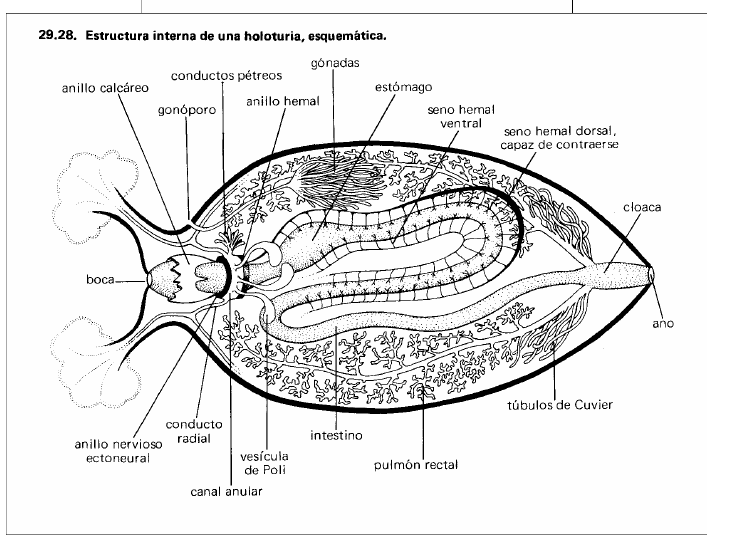 29.28. Estructura interna de una holoturia, esquemática.
gónadas
conductos pétreos
anillo calcáreo
estómago
anillo hemal
gonóporo
seno hemal
ventral
seno hemal dorsal,
capaz de contraerse
cloaca
boca
ano
túbulos de Cuvier
conducto
radial
intestino
anillo nervioso
ectoneural
vesícula
de Poli
pulmón rectal
canal anular